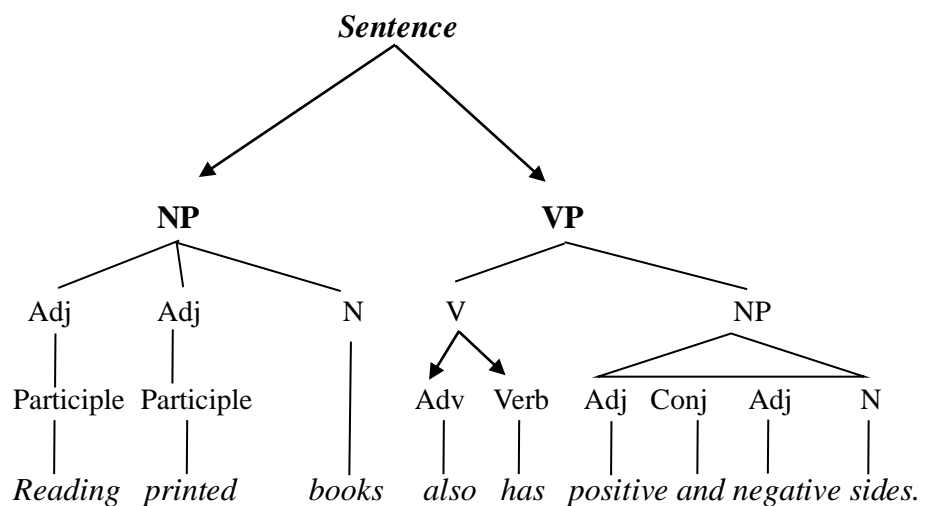 Sentence
NP VP
Adj Adj N V NP
Participle Participle Adv Verb Adj Conj Adj N
Reading printed books also has positive and negative sides.